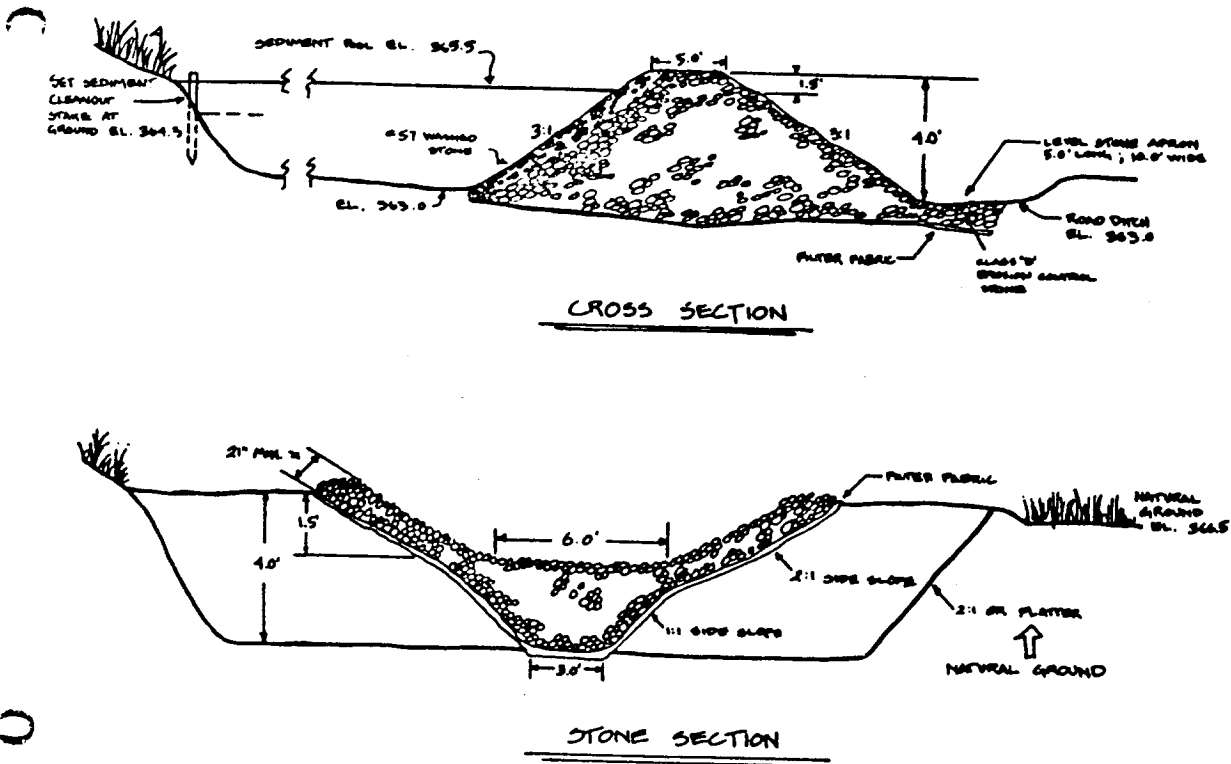 SEDIMENT POOL EL. 365.5
5.0'
SET SEDIMENT
CLEANOUT
STAKE AT
GROUND EL. 364.5
1.5'
#57 WASHED
STONE
3:1
3:1
4.0'
LEVEL STONE APRON
5.0' LONG; 10.0' WIDE
EL. 363.0
ROAD DITCH
EL. 363.0
FILTER FABRIC
CLASS "B"
EROSION CONTROL
STONE
CROSS SECTION
21" MIN.
FILTER FABRIC
1.5'
6.0'
NATURAL
GROUND
EL. 366.5
4.0'
2:1 SIDE SLOPE
2:1 OR FLATTER
1:1 SIDE SLOPE
3.0'
NATURAL GROUND
STONE SECTION